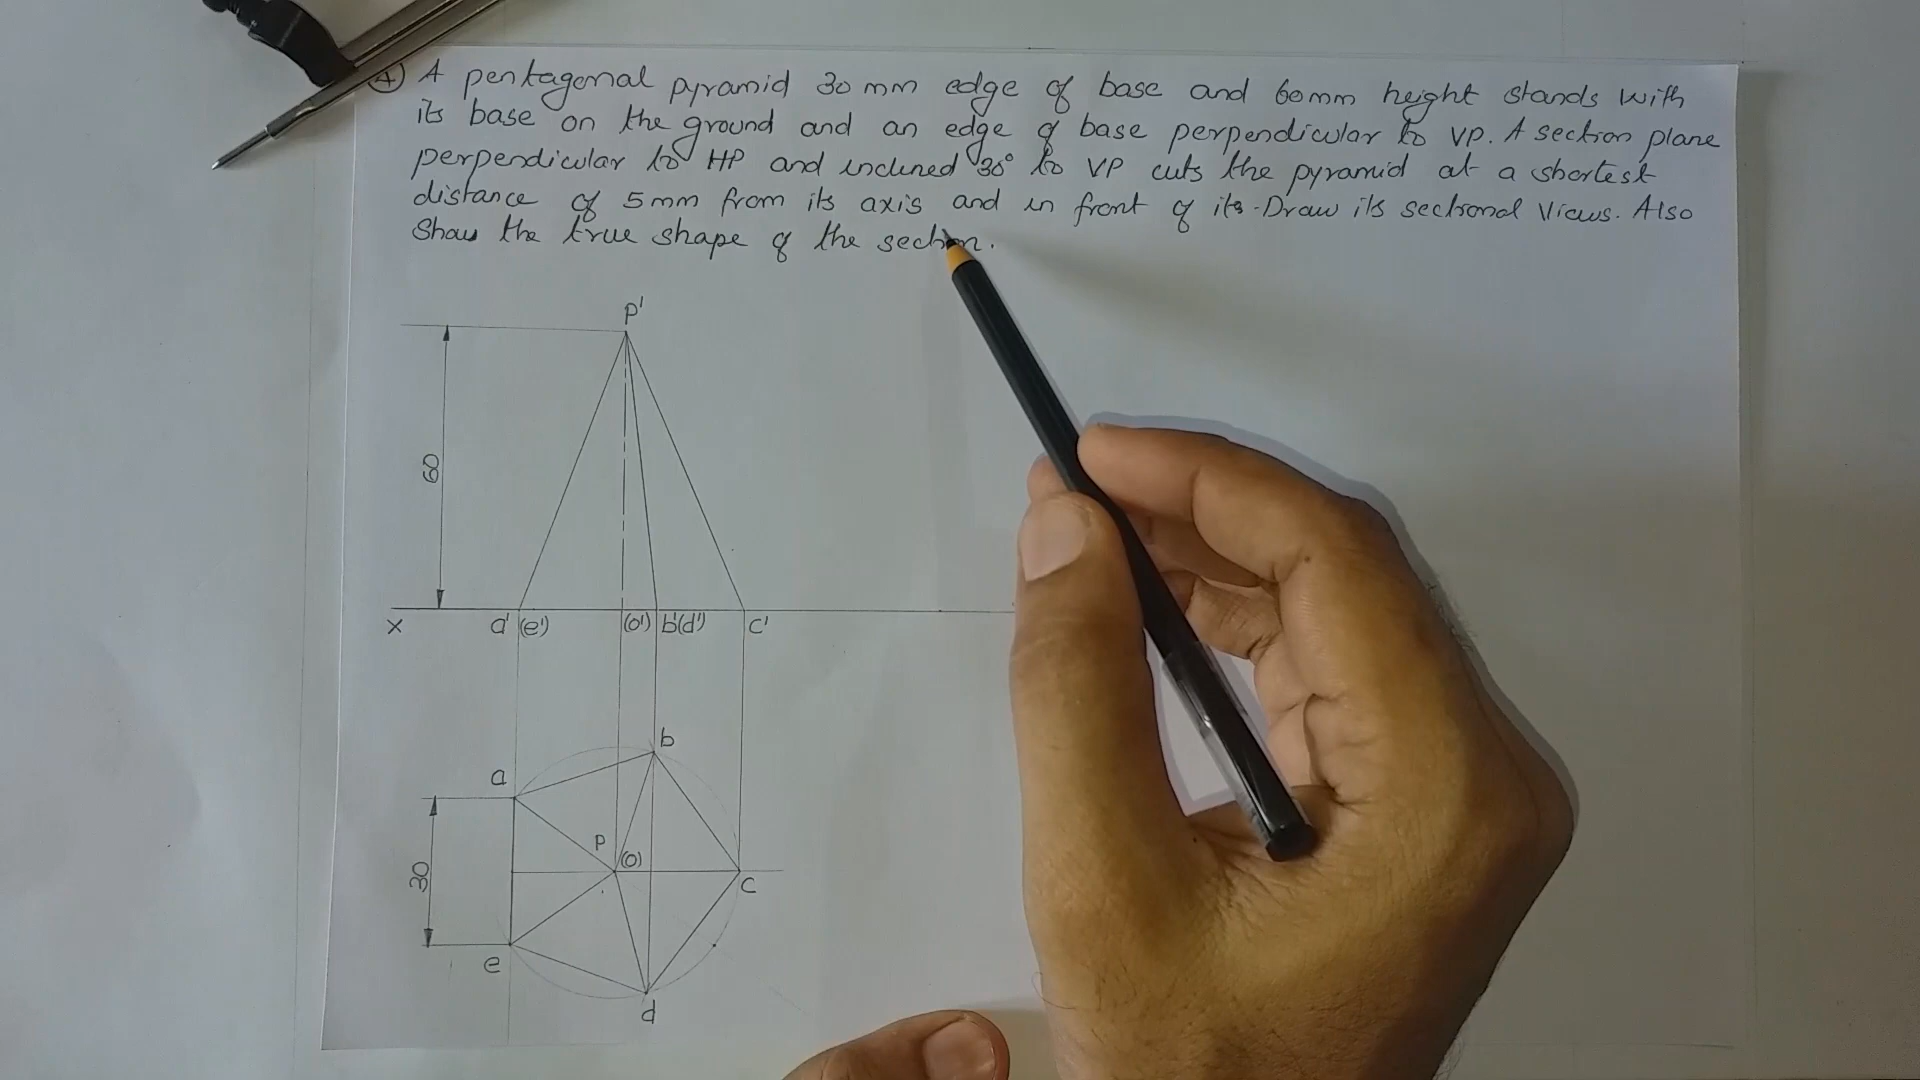 4) A pentagonal pyramid 30 mm edge of base and 60mm height stands with
its base on the ground and an edge of base perpendicular to VP. A section plane
perpendicular to HP and inclined 30° to VP cuts the pyramid at a shortest
distance of 5mm from its axis and in front of its. Draw its sectional views. Also
Show the true shape of the section.
p'
60
X a' (e') (o') b'(d') c'
b
a
p (o)
30
c
e
d